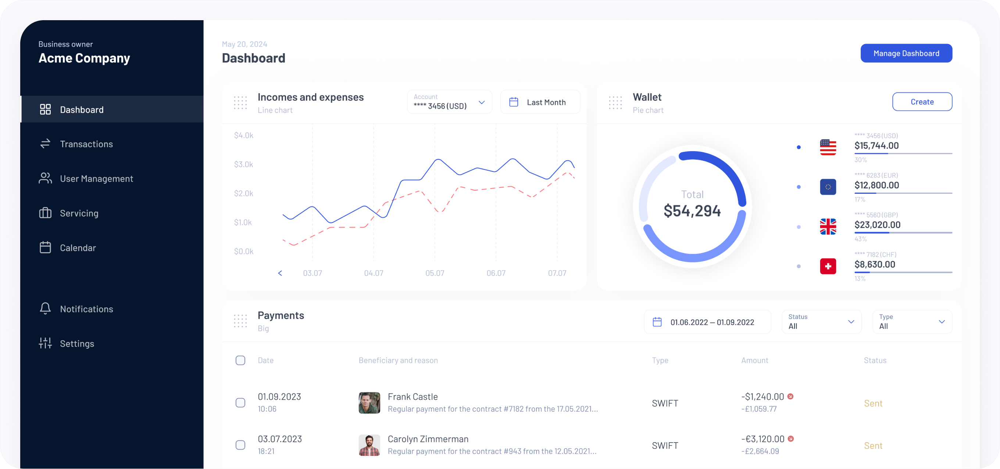 Business owner
Acme Company
Dashboard
Transactions
User Management
Servicing
Calendar
Notifications
Settings
May 20, 2024
Dashboard
Manage Dashboard
Incomes and expenses
Line chart
Account
**** 3456 (USD)
Last Month
$4.0k
$3.0k
$2.0k
$1.0k
$0.0k
03.07 04.07 05.07 06.07 07.07
Wallet
Pie chart
Create
Total
$54,294
**** 3456 (USD)
$15,744.00
30%
**** 6283 (EUR)
$12,800.00
17%
**** 5560 (GBP)
$23,020.00
43%
**** 7182 (CHF)
$8,630.00
13%
Payments
Big
01.06.2022 – 01.09.2022
Status
All
Type
All
Date Beneficiary and reason Type Amount Status
01.09.2023
10:06
Frank Castle
Regular payment for the contract #7182 from the 17.05.2021...
SWIFT
-$1,240.00
-£1,059.77
Sent
03.07.2023
18:21
Carolyn Zimmerman
Regular payment for the contract #943 from the 12.05.2021...
SWIFT
-€3,120.00
-£2,664.09
Sent